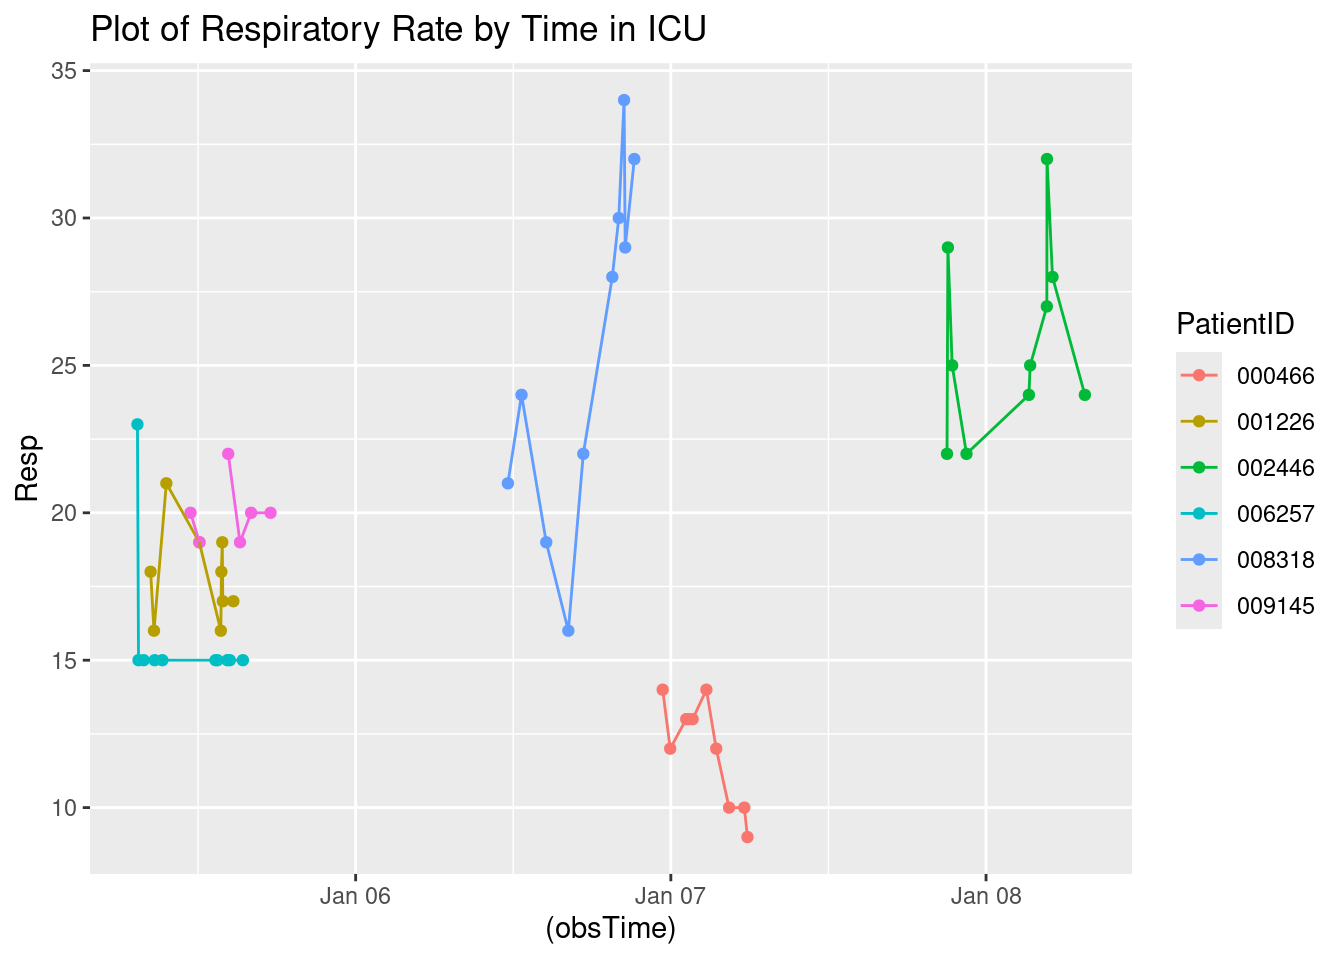 Plot of Respiratory Rate by Time in ICU
35
30
25
20
15
10
Resp
Jan 06
Jan 07
Jan 08
(obsTime)
PatientID
000466
001226
002446
006257
008318
009145